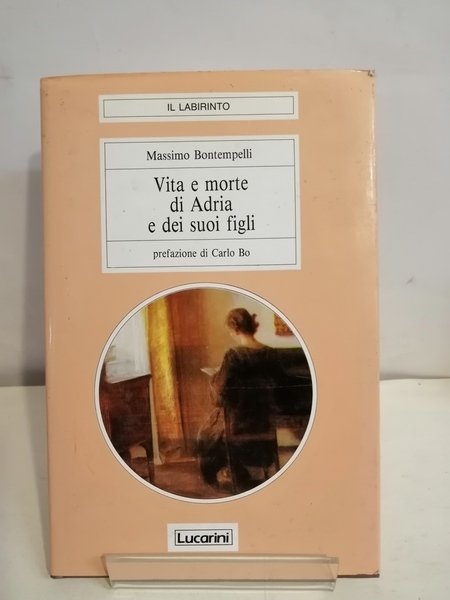 IL LABIRINTO
Massimo Bontempelli
Vita e morte
di Adria
e dei suoi figli
prefazione di Carlo Bo
Lucarini